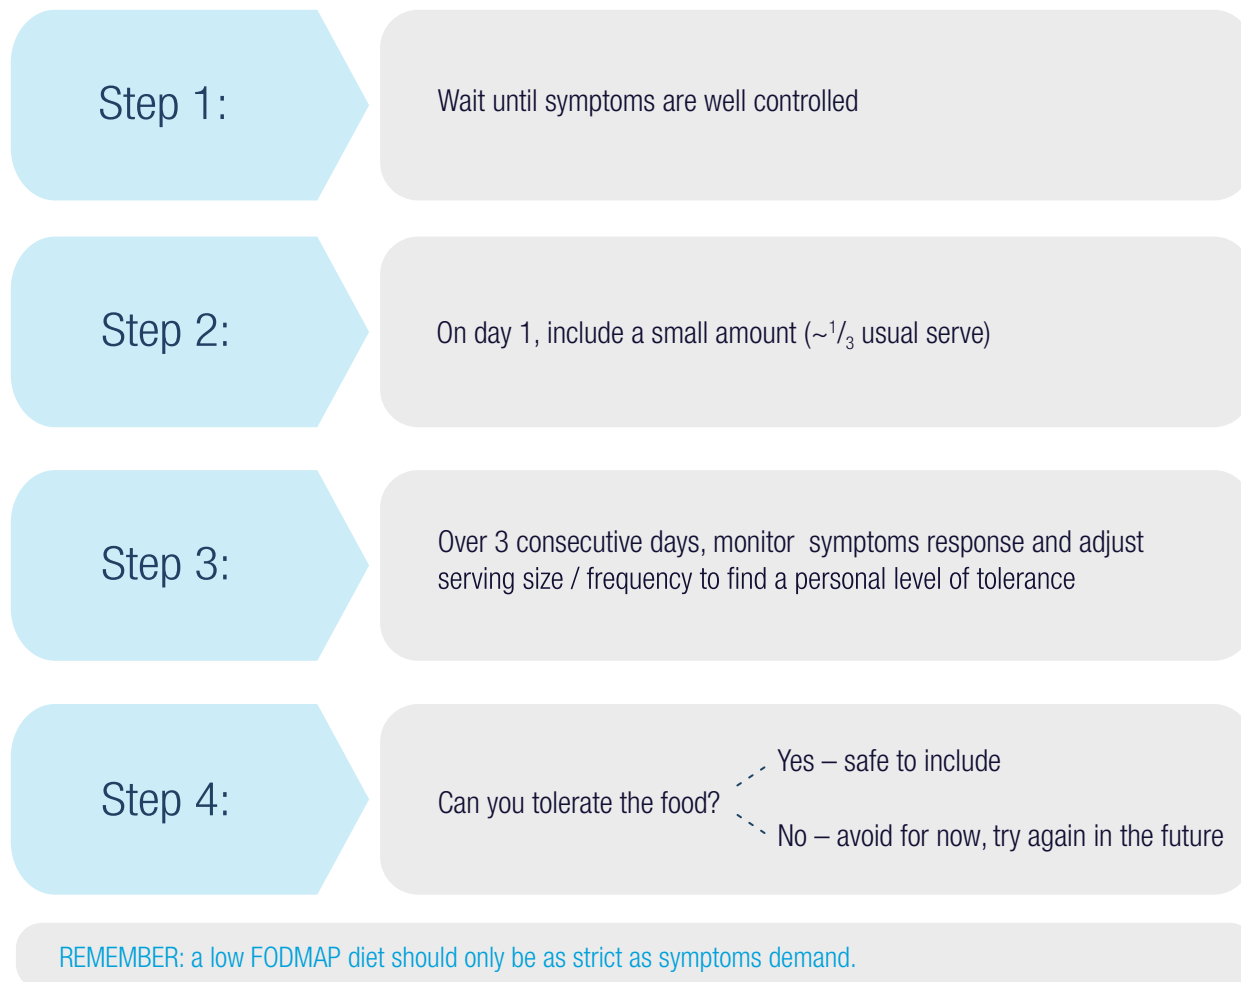 Step 1:
Wait until symptoms are well controlled
Step 2:
On day 1, include a small amount (~1/3 usual serve)
Step 3:
Over 3 consecutive days, monitor  symptoms response and adjust
serving size / frequency to find a personal level of tolerance
Step 4:
Can you tolerate the food?
Yes – safe to include
No – avoid for now, try again in the future
REMEMBER: a low FODMAP diet should only be as strict as symptoms demand.